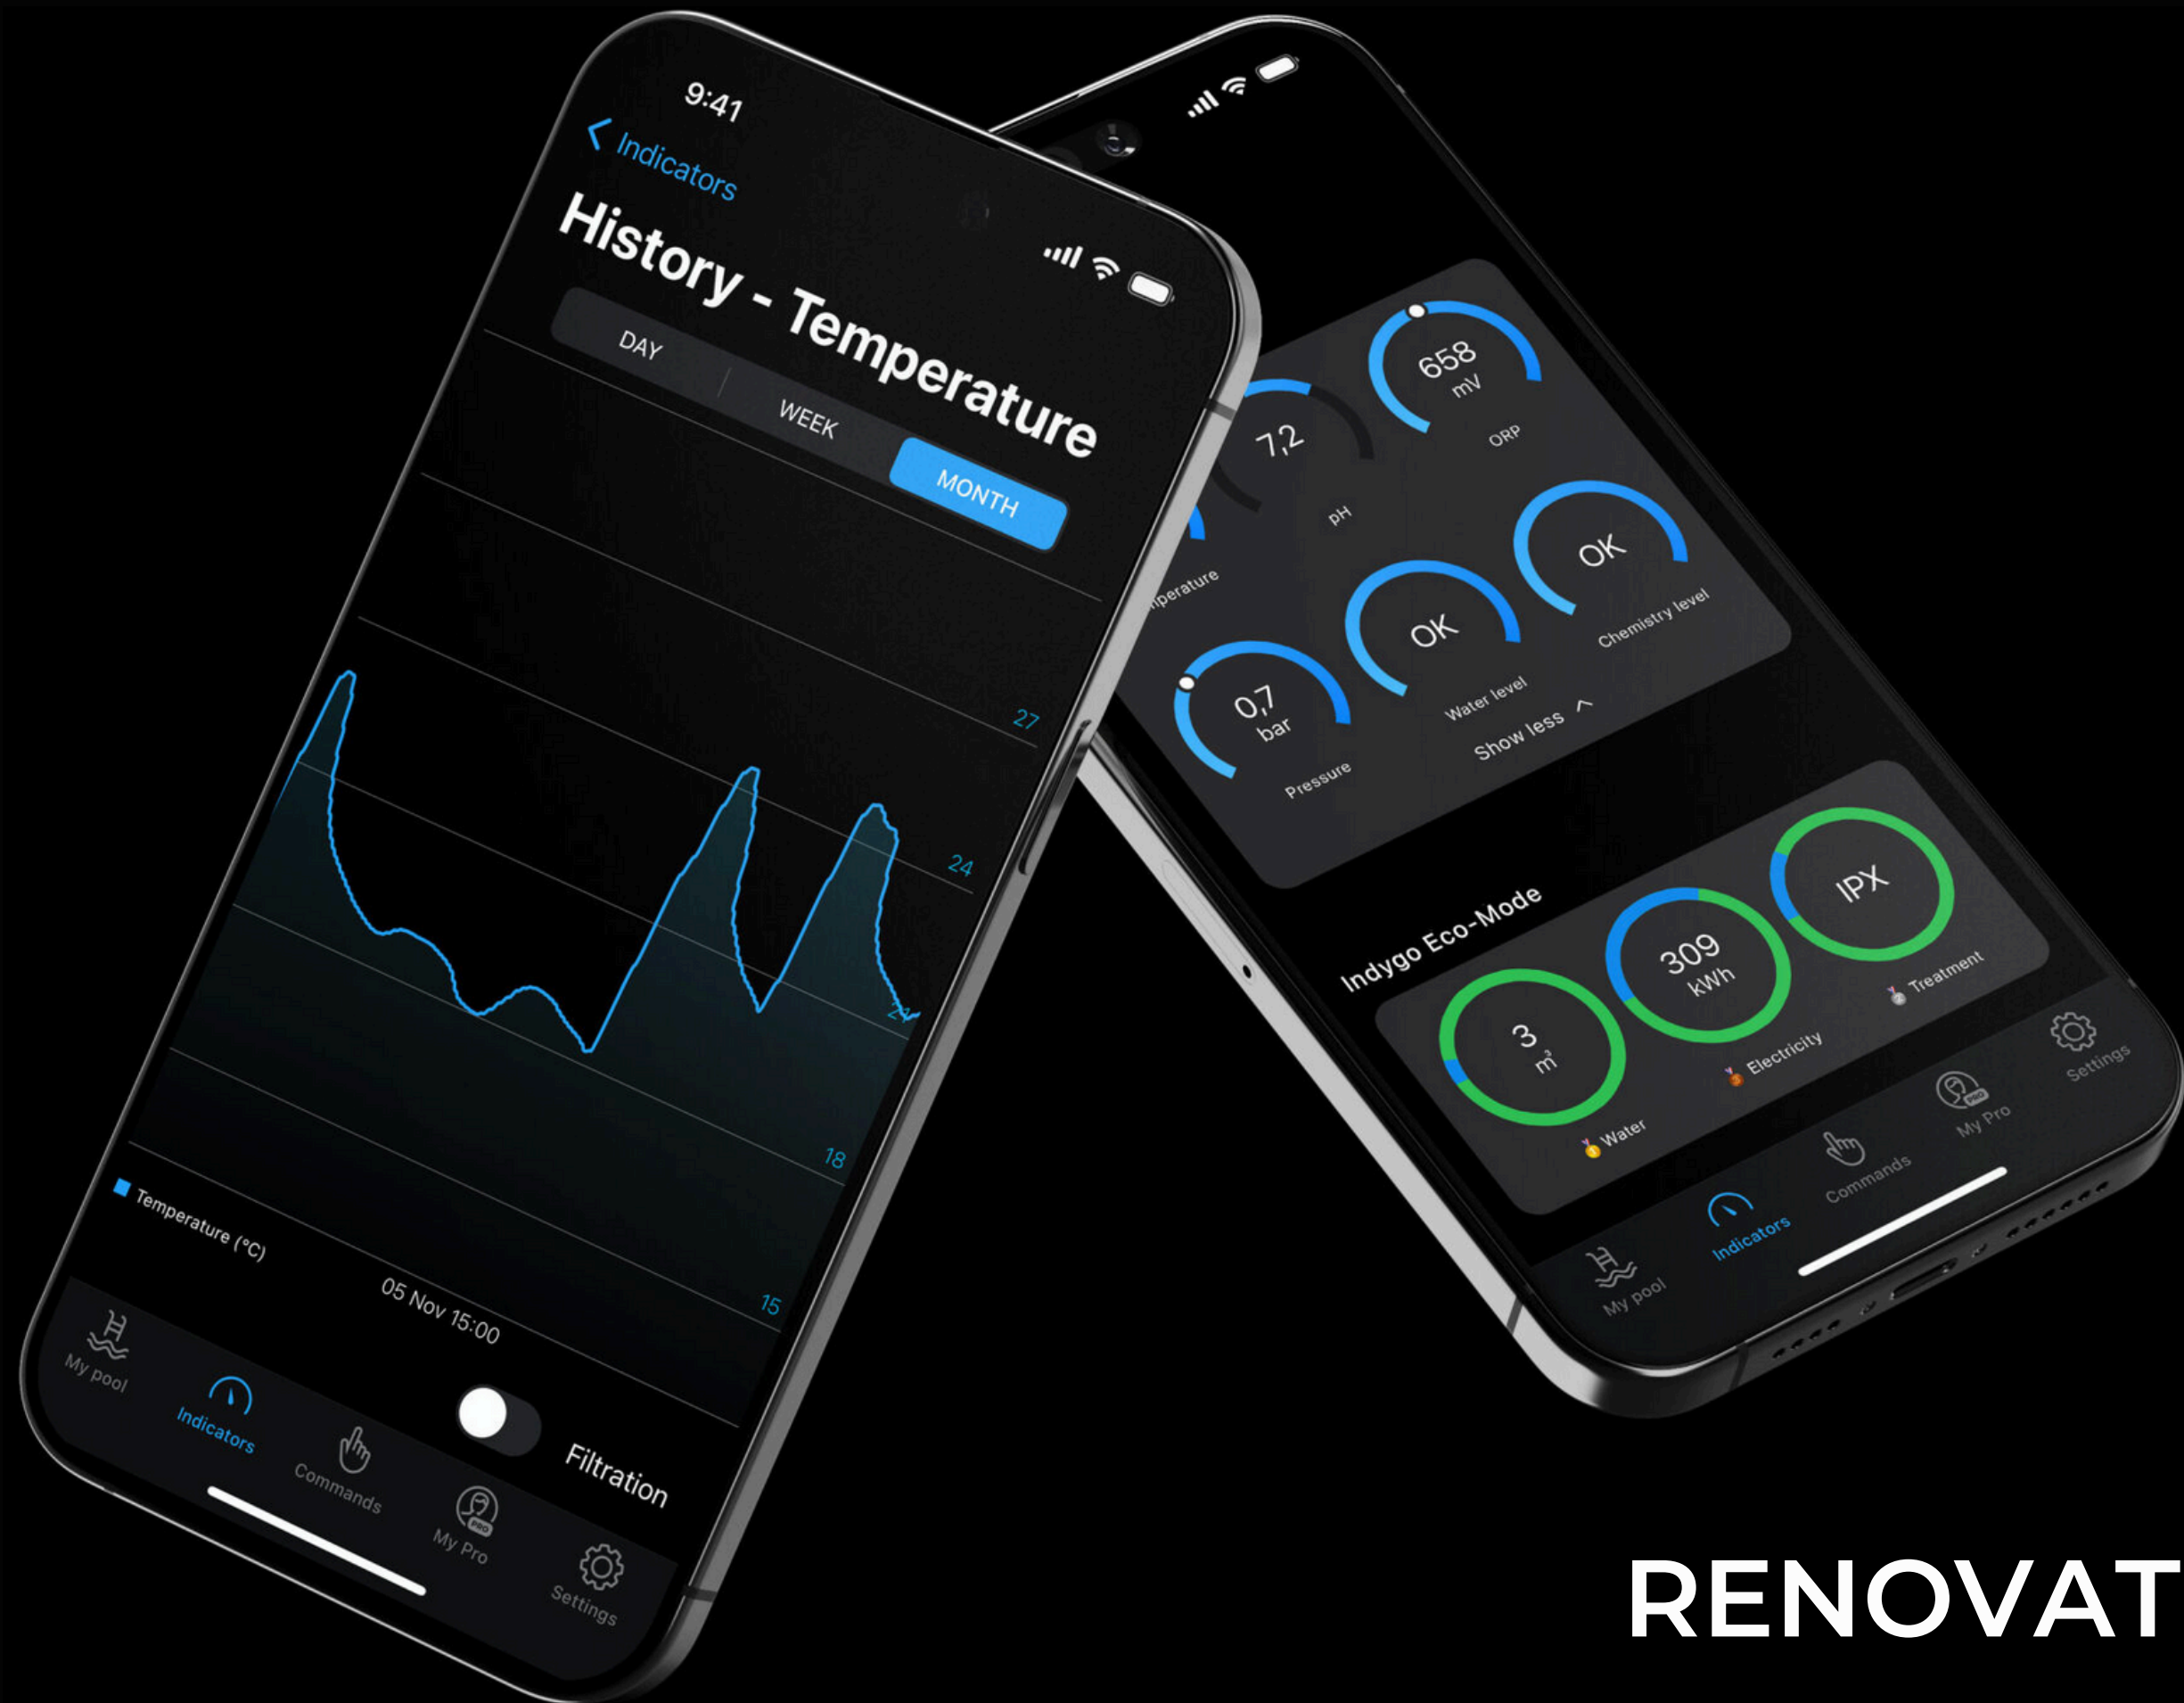 9:41
Indicators
History - Temperature
DAY
WEEK
MONTH
27
24
21
18
15
Temperature (°C)
05 Nov 15:00
Filtration
My pool
Indicators
Commands
My Pro
Settings
7,2
pH
658
mV
ORP
mperature
0,7
bar
Pressure
OK
Water level
OK
Chemistry level
Show less
Indygo Eco-Mode
3
m³
Water
309
kWh
Electricity
IPX
Treatment
My pool
Indicators
Commands
PRO
My Pro
Settings
RENOVAT